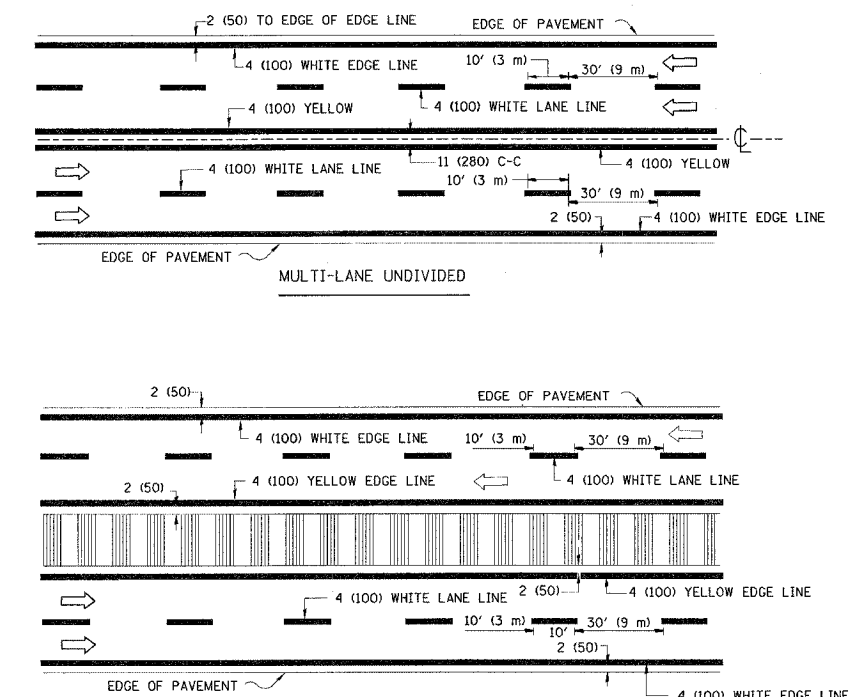 2 (50) TO EDGE OF EDGE LINE
EDGE OF PAVEMENT
4 (100) WHITE EDGE LINE
10' (3 m)
30' (9 m)
4 (100) YELLOW
4 (100) WHITE LANE LINE
℄
4 (100) WHITE LANE LINE
11 (280) C-C
4 (100) YELLOW
10' (3 m)
30' (9 m)
2 (50)
4 (100) WHITE EDGE LINE
EDGE OF PAVEMENT
MULTI-LANE UNDIVIDED
2 (50)
EDGE OF PAVEMENT
4 (100) WHITE EDGE LINE
10' (3 m)
30' (9 m)
2 (50)
4 (100) YELLOW EDGE LINE
4 (100) WHITE LANE LINE
4 (100) WHITE LANE LINE
2 (50)
4 (100) YELLOW EDGE LINE
10' (3 m)
30' (9 m)
10'
2 (50)
EDGE OF PAVEMENT
4 (100) WHITE EDGE LINE